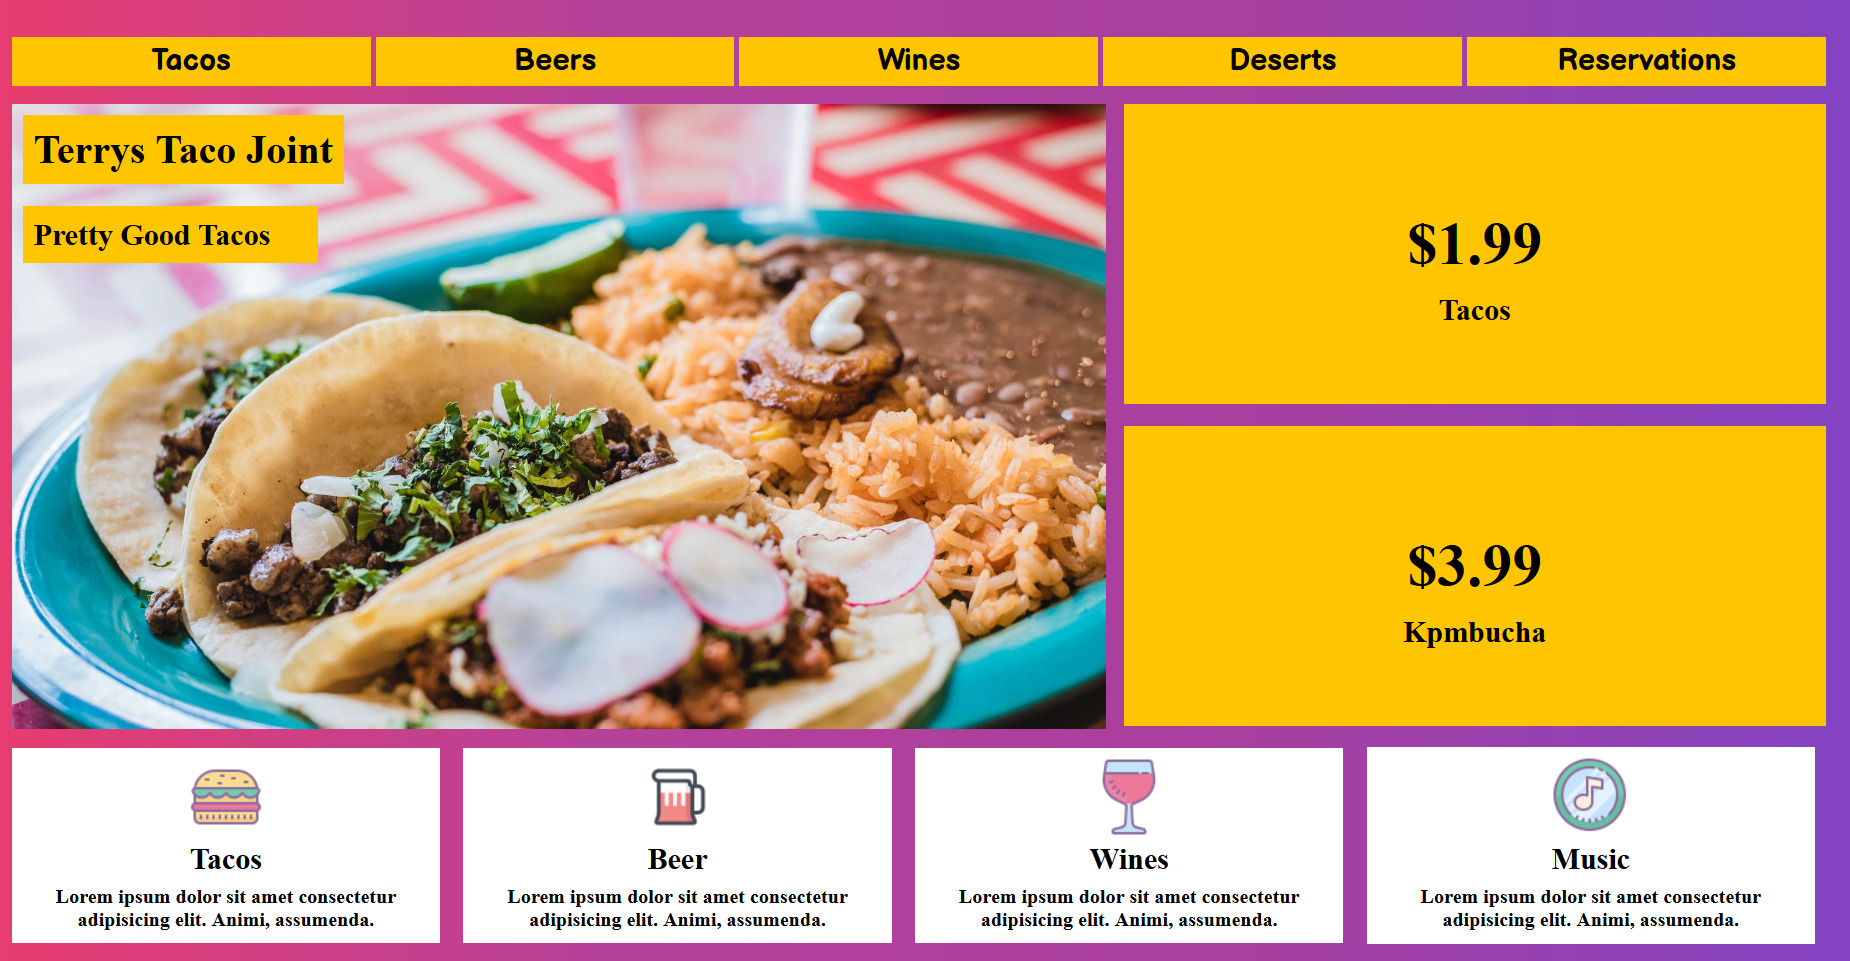 Tacos
Beers
Wines
Deserts
Reservations
Terrys Taco Joint
Pretty Good Tacos
$1.99
Tacos
$3.99
Kpmbucha
Tacos
Lorem ipsum dolor sit amet consectetur
adipisicing elit. Animi, assumenda.
Beer
Lorem ipsum dolor sit amet consectetur
adipisicing elit. Animi, assumenda.
Wines
Lorem ipsum dolor sit amet consectetur
adipisicing elit. Animi, assumenda.
Music
Lorem ipsum dolor sit amet consectetur
adipisicing elit. Animi, assumenda.